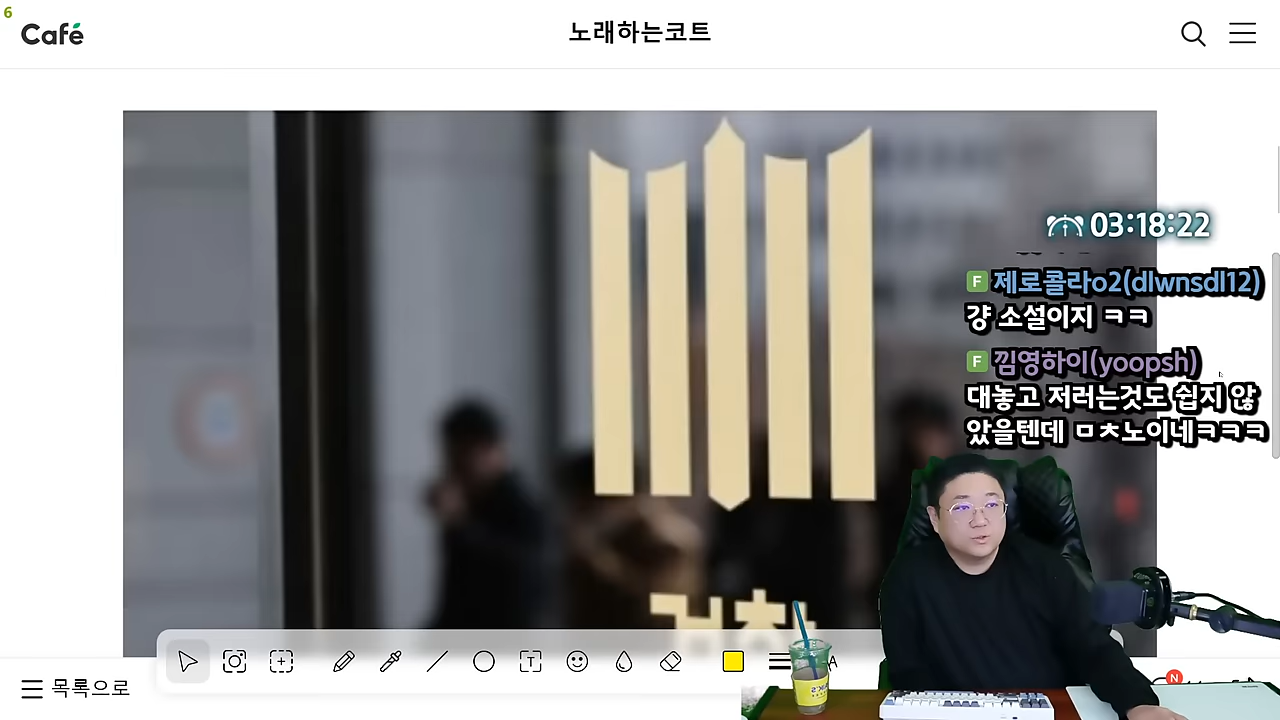 6
Café
노래하는코트
03:18:22
F 제로콜라o2(dlwnsdl12)
걍 소설이지 ㅋㅋ
F 낌영하이(yoopsh)
대놓고 저러는것도 쉽지 않
았을텐데 ㅁㅊ노이네ㅋㅋㅋ
검찰
T
A
목록으로
N